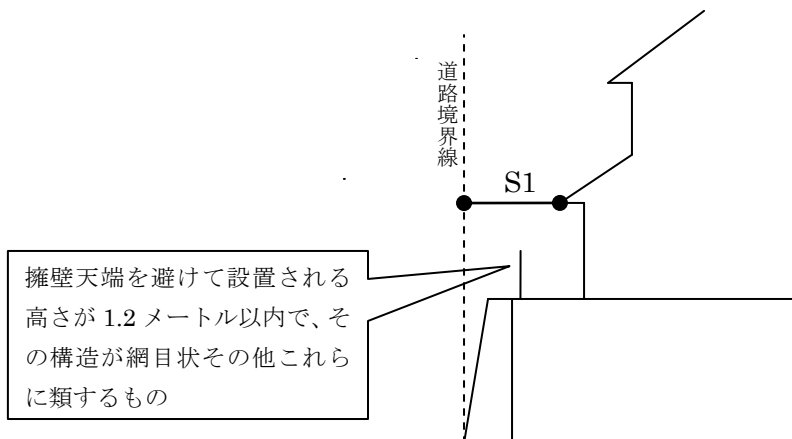 道路境界線
S1
擁壁天端を避けて設置される
高さが 1.2 メートル以内で、そ
の構造が網目状その他これら
に類するもの